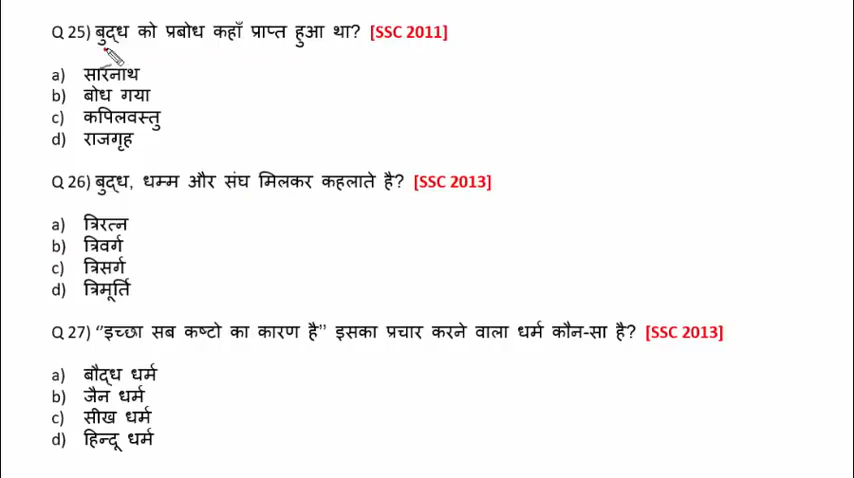 Q 25) बुद्ध को प्रबोध कहाँ प्राप्त हुआ था? [SSC 2011]
a) सारनाथ
b) बोध गया
c) कपिलवस्तु
d) राजगृह
Q 26) बुद्ध, धम्म और संघ मिलकर कहलाते है? [SSC 2013]
a) त्रिरत्न
b) त्रिवर्ग
c) त्रिसर्ग
d) त्रिमूर्ति
Q 27) “इच्छा सब कष्टो का कारण है” इसका प्रचार करने वाला धर्म कौन-सा है? [SSC 2013]
a) बौद्ध धर्म
b) जैन धर्म
c) सीख धर्म
d) हिन्दू धर्म